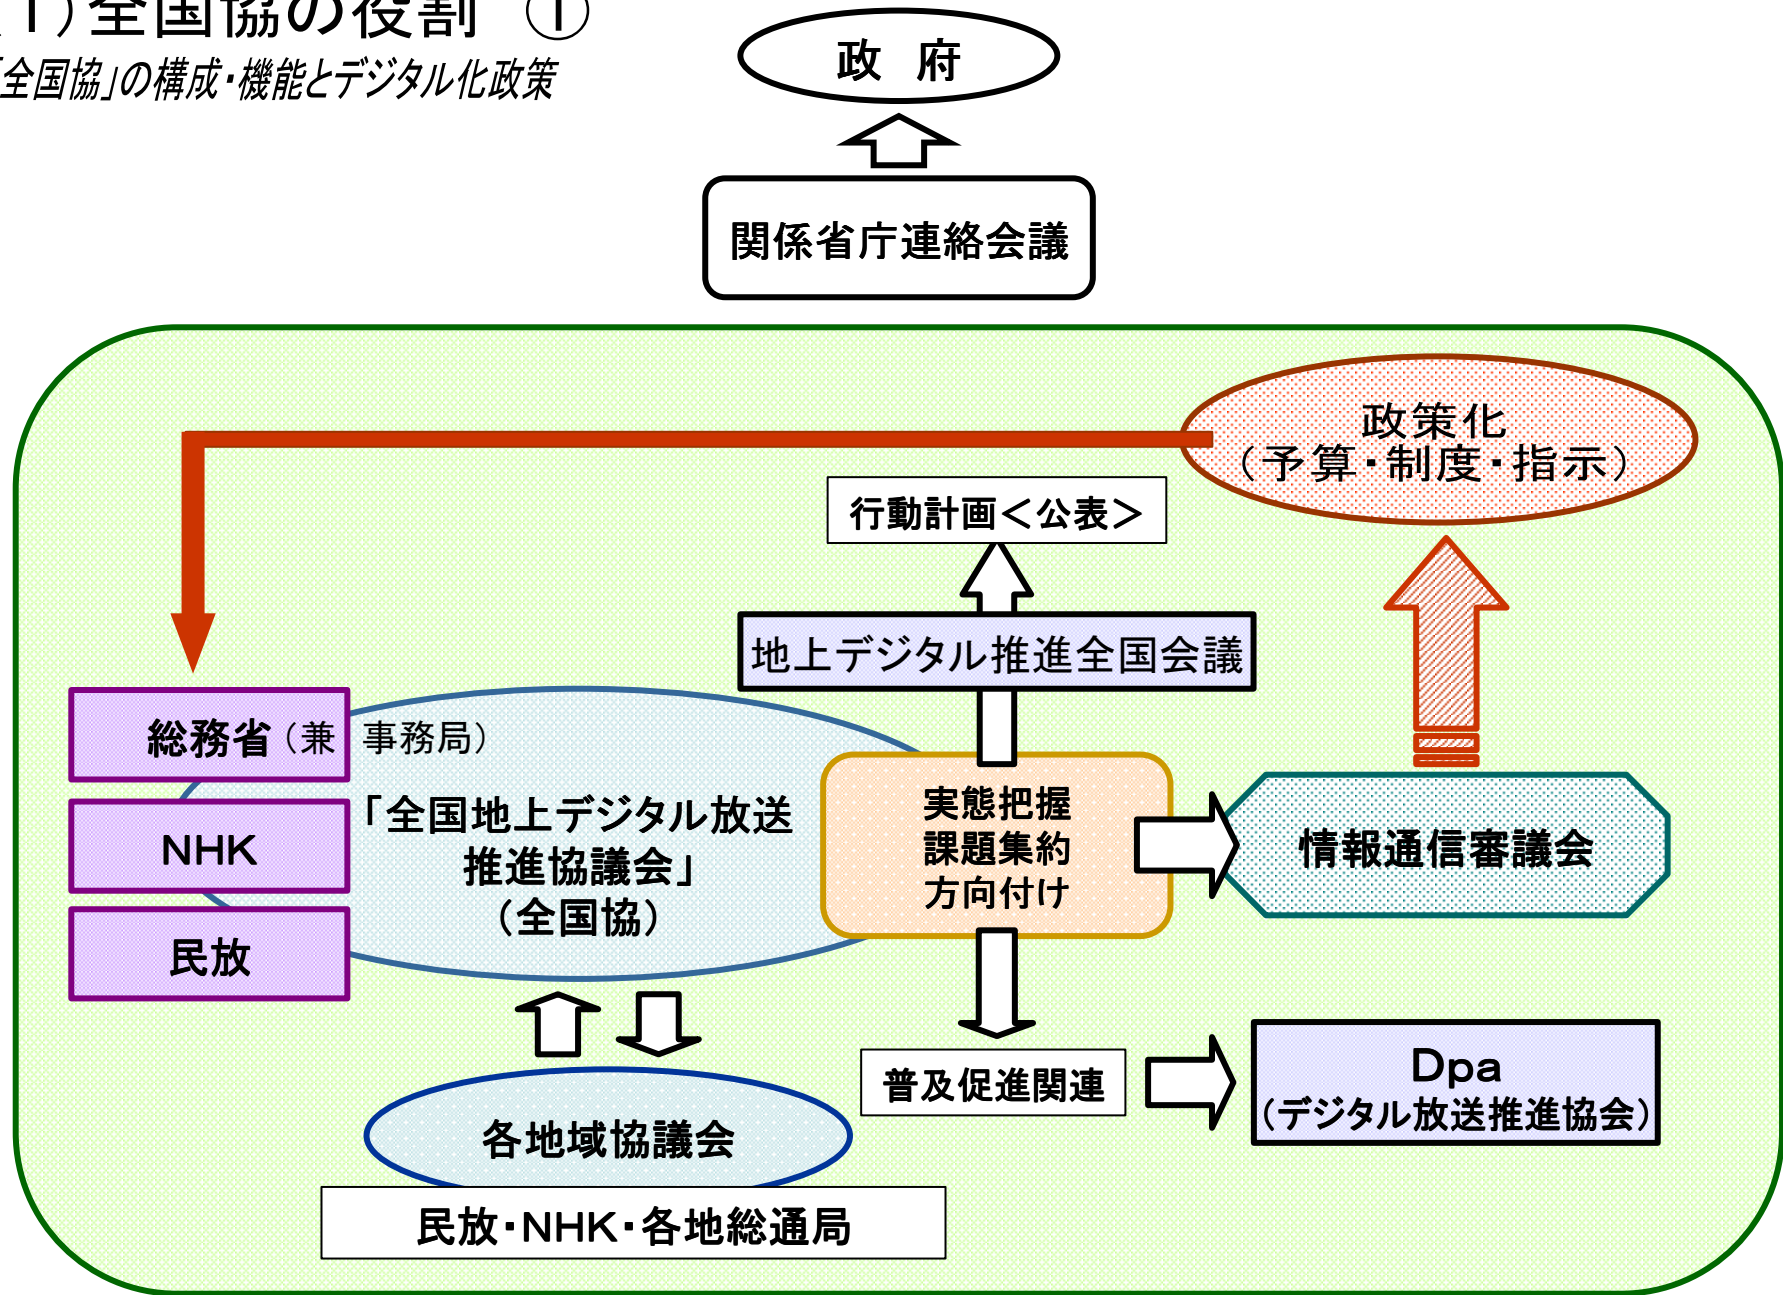 (1)全国協の役割 ①
「全国協」の構成・機能とデジタル化政策
政 府
関係省庁連絡会議
政策化
（予算・制度・指示）
行動計画＜公表＞
地上デジタル推進全国会議
総務省（兼 事務局）
NHK
民放
「全国地上デジタル放送
推進協議会」
（全国協）
実態把握
課題集約
方向付け
情報通信審議会
各地域協議会
民放・NHK・各地総通局
普及促進関連
Dpa
（デジタル放送推進協会）